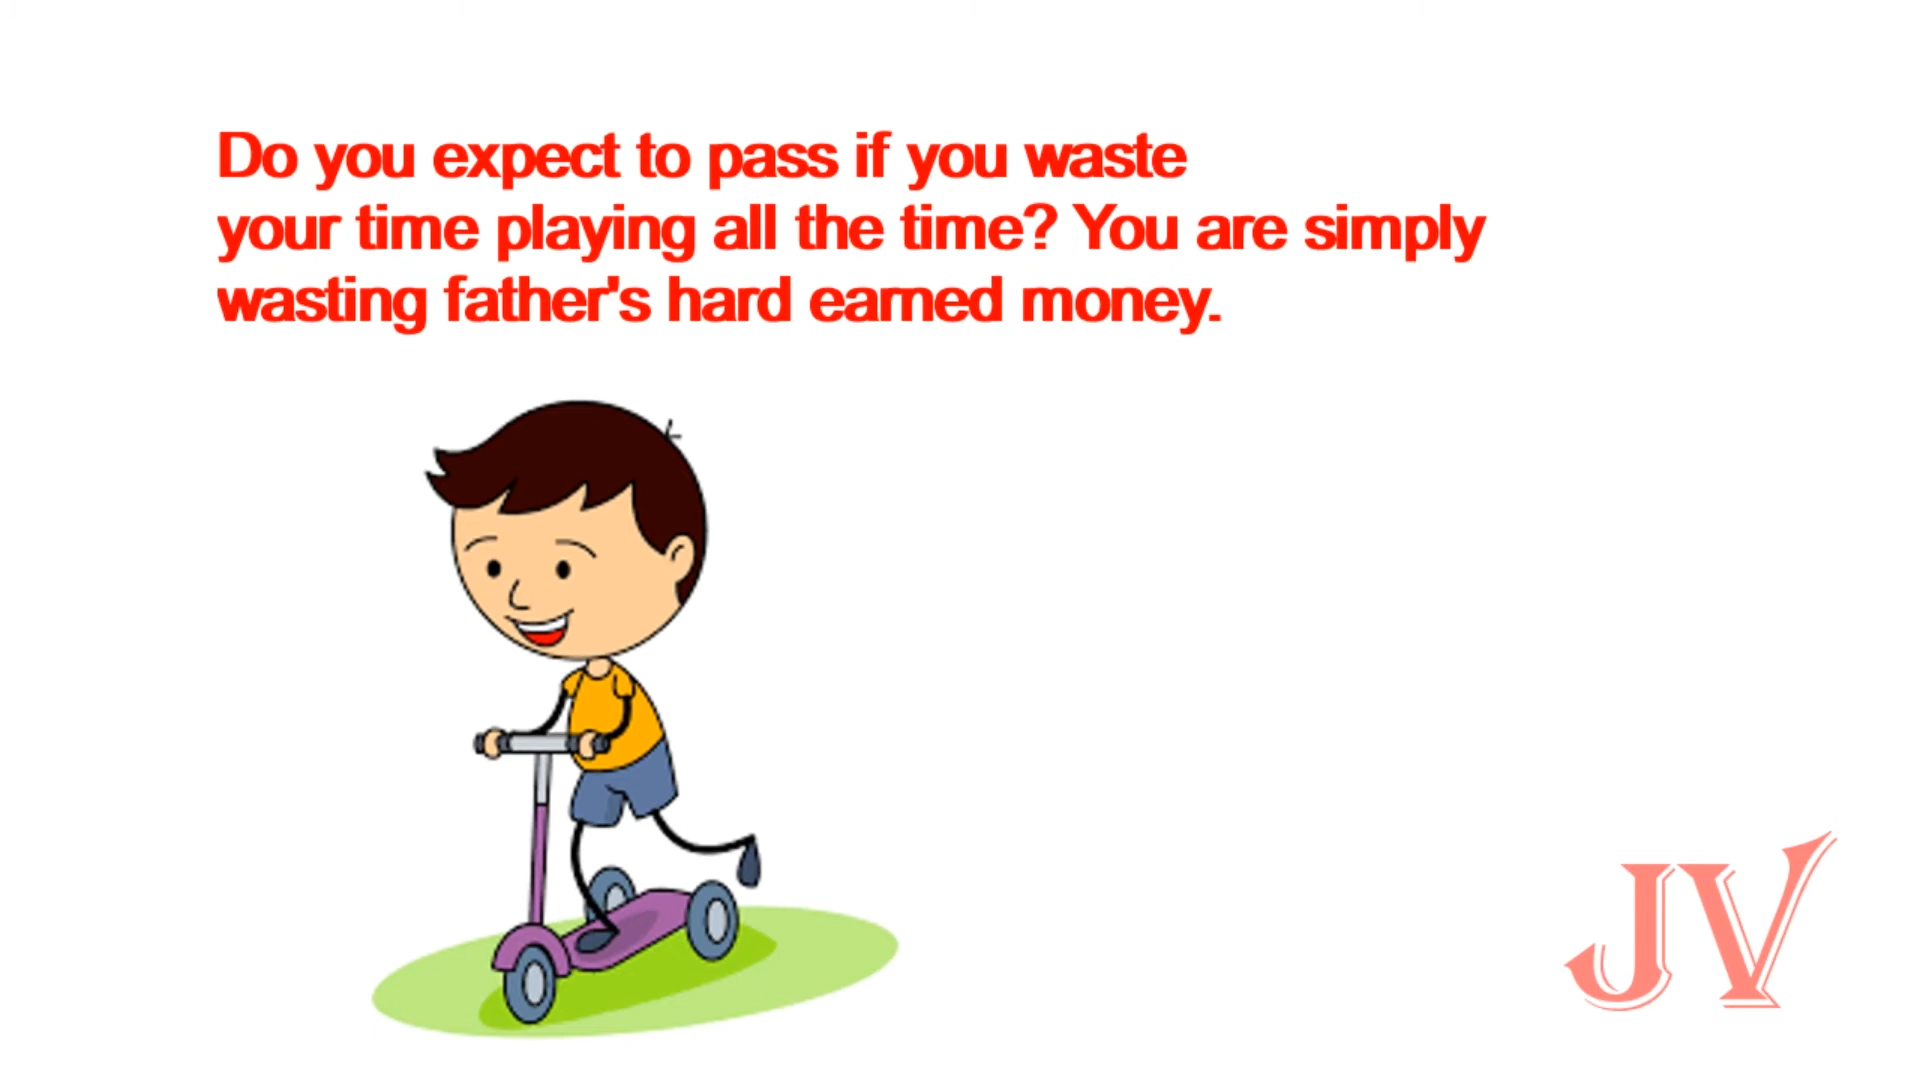 Do you expect to pass if you waste
your time playing all the time? You are simply
wasting father's hard earned money.
JV